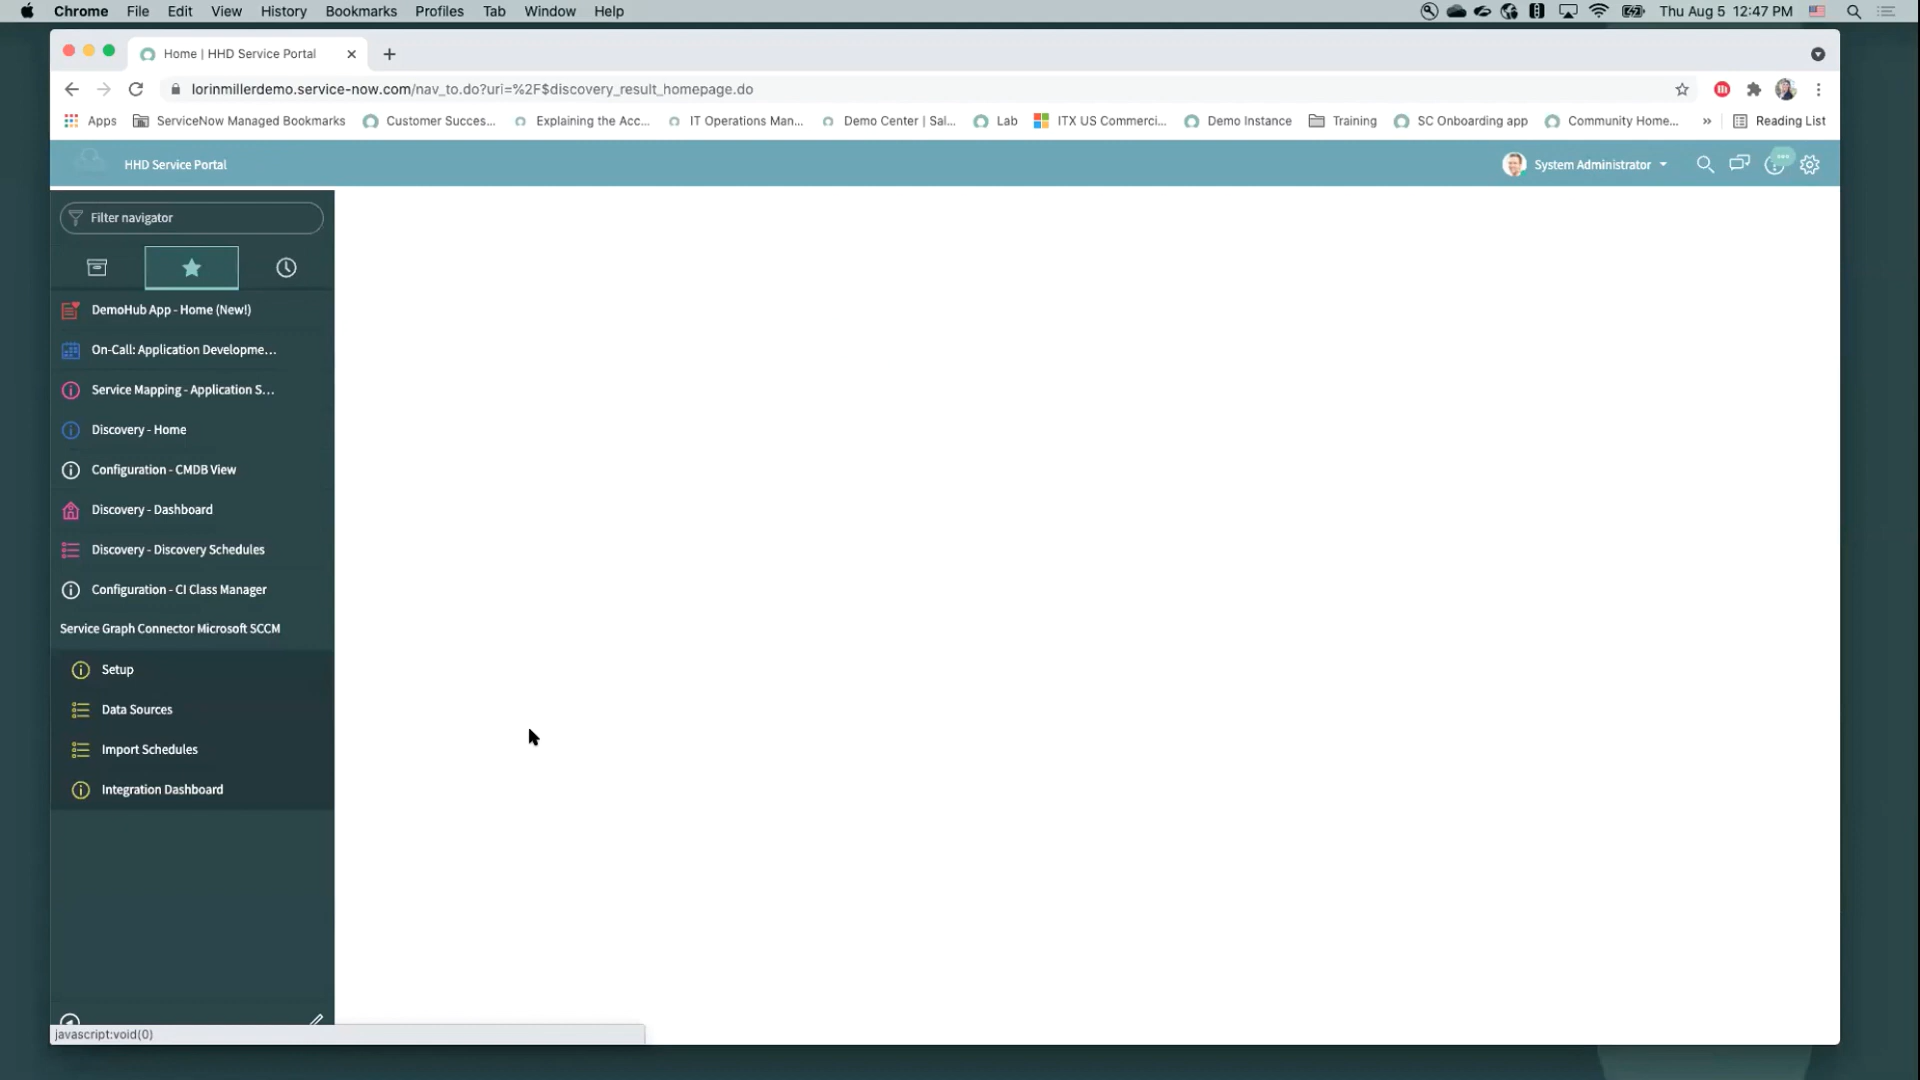 Chrome File Edit View History Bookmarks Profiles Tab Window Help Thu Aug 5 12:47 PM
Home | HHD Service Portal
lorinmillerdemo.service-now.com/nav_to.do?uri=%2F$discovery_result_homepage.do
Apps ServiceNow Managed Bookmarks Customer Succes... Explaining the Acc... IT Operations Man... Demo Center | Sal... Lab ITX US Commerci... Demo Instance Training SC Onboarding app Community Home... » Reading List
HHD Service Portal System Administrator
Filter navigator
DemoHub App - Home (New!)
On-Call: Application Developme...
Service Mapping - Application S...
Discovery - Home
Configuration - CMDB View
Discovery - Dashboard
Discovery - Discovery Schedules
Configuration - CI Class Manager
Service Graph Connector Microsoft SCCM
Setup
Data Sources
Import Schedules
Integration Dashboard
javascript:void(0)